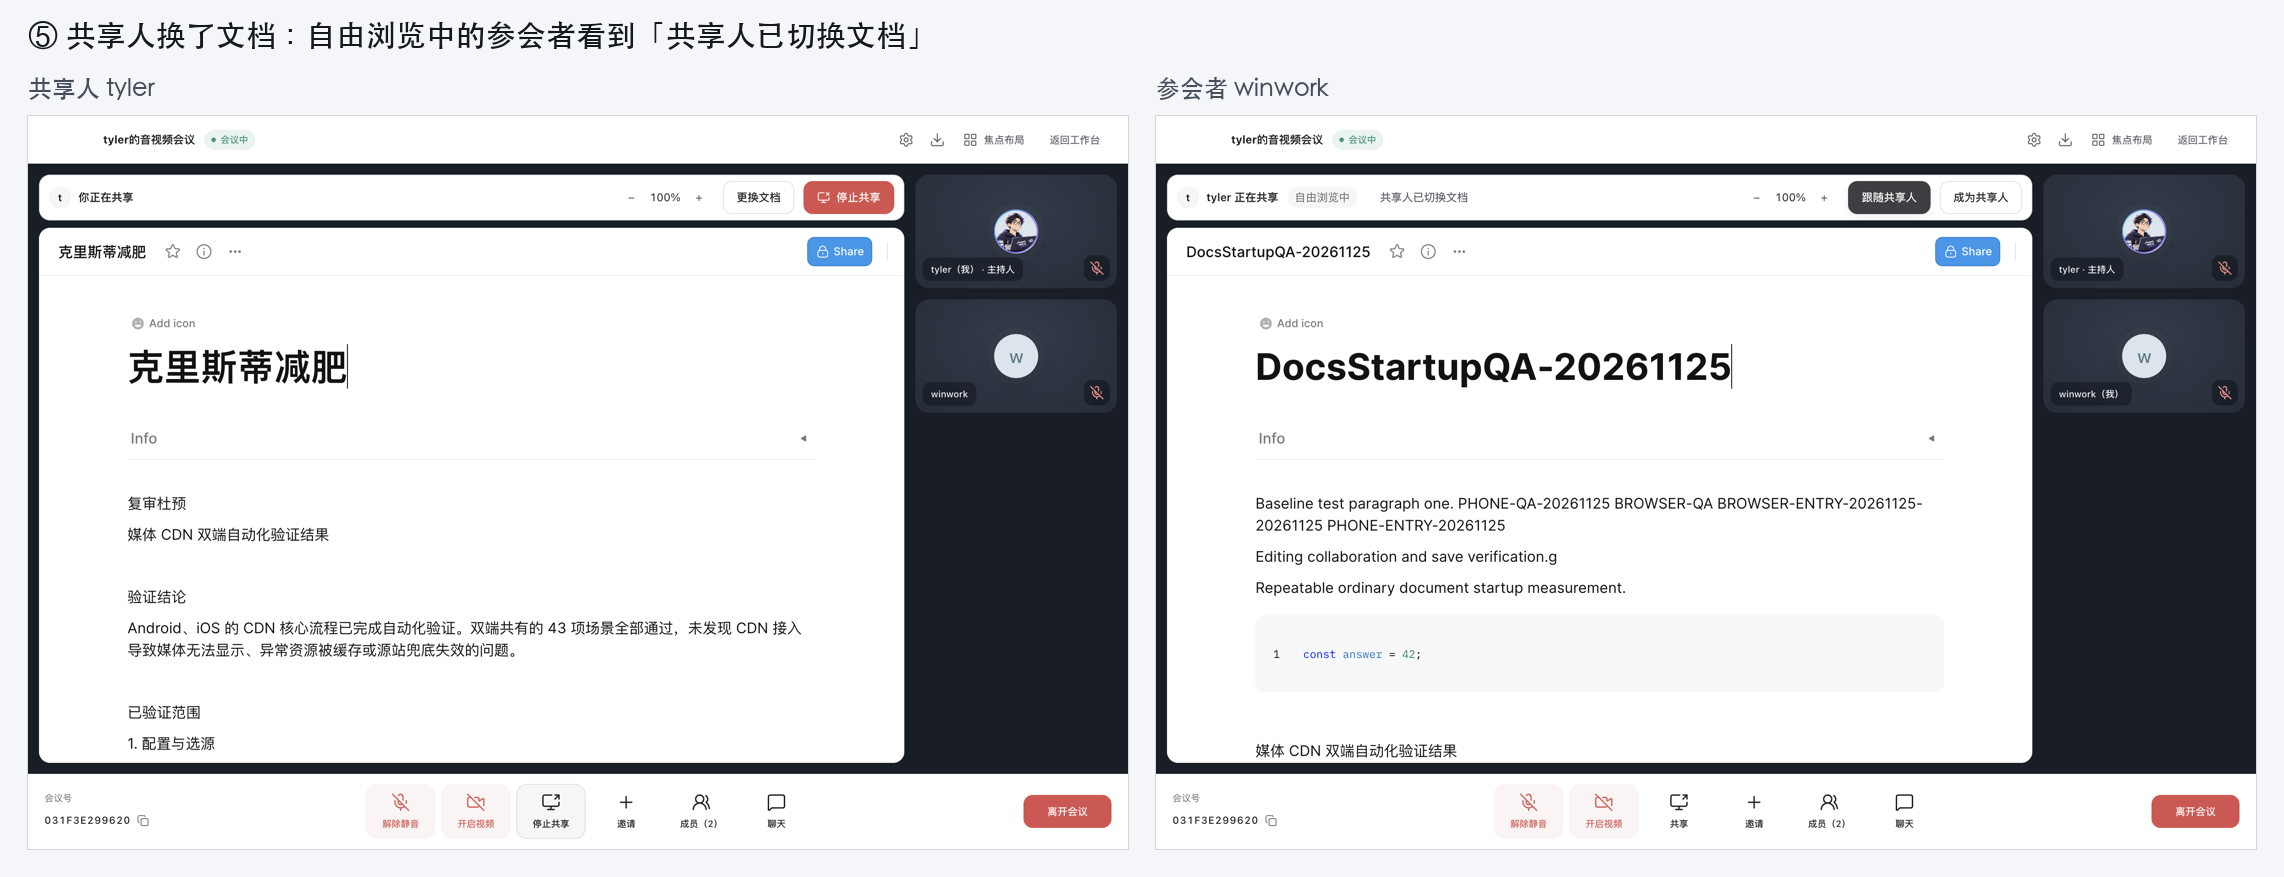 ⑤ 共享人换了文档：自由浏览中的参会者看到「共享人已切换文档」
共享人 tyler
tyler的音视频会议 会议中 焦点布局 返回工作台
t 你正在共享 − 100% + 更换文档 停止共享
克里斯蒂减肥 Share
Add icon
克里斯蒂减肥
Info
复审杜预
媒体 CDN 双端自动化验证结果
验证结论
Android、iOS 的 CDN 核心流程已完成自动化验证。双端共有的 43 项场景全部通过，未发现 CDN 接入
导致媒体无法显示、异常资源被缓存或源站兜底失效的问题。
已验证范围
1. 配置与选源
tyler（我） · 主持人
W
winwork
会议号
031F3E299620
解除静音 开启视频 停止共享 邀请 成员（2） 聊天
离开会议
参会者 winwork
tyler的音视频会议 会议中 焦点布局 返回工作台
t tyler 正在共享 自由浏览中 共享人已切换文档 − 100% + 跟随共享人 成为共享人
DocsStartupQA-20261125 Share
Add icon
DocsStartupQA-20261125
Info
Baseline test paragraph one. PHONE-QA-20261125 BROWSER-QA BROWSER-ENTRY-20261125-
20261125 PHONE-ENTRY-20261125
Editing collaboration and save verification.g
Repeatable ordinary document startup measurement.
1 const answer = 42;
媒体 CDN 双端自动化验证结果
tyler · 主持人
W
winwork（我）
会议号
031F3E299620
解除静音 开启视频 共享 邀请 成员（2） 聊天
离开会议